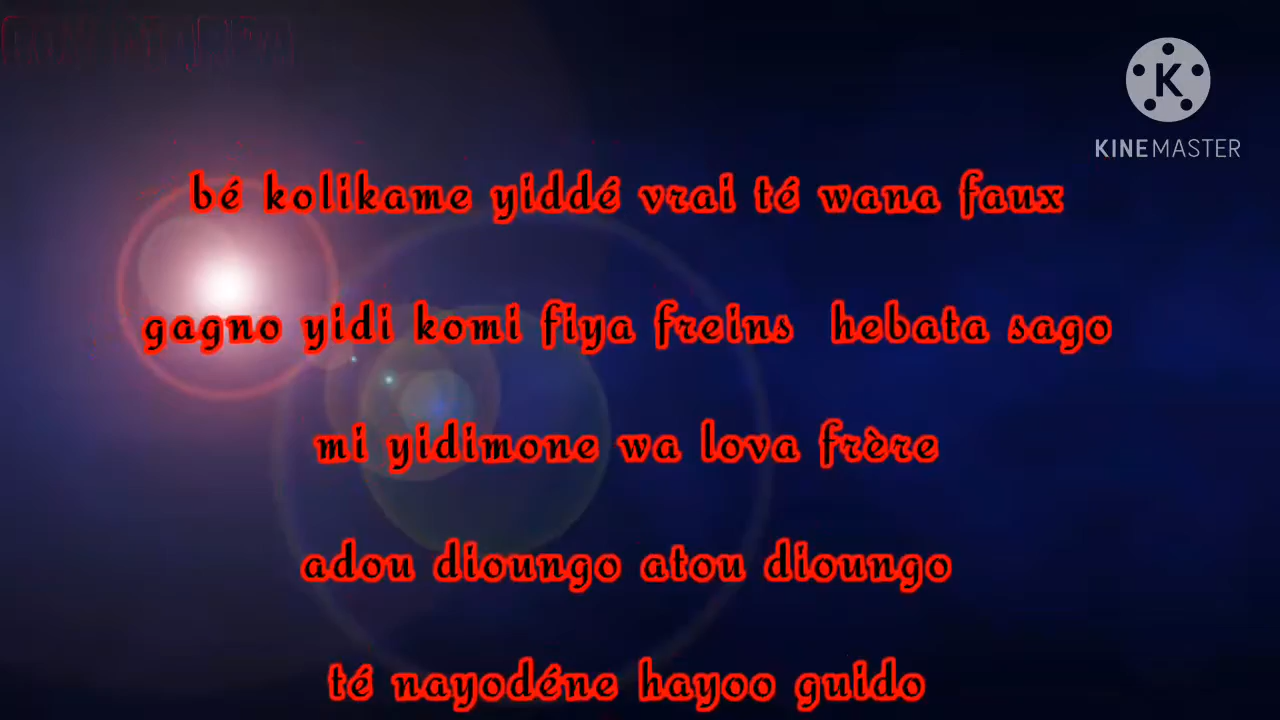 K
KINEMASTER
bé kolikame yiddé vrai té wana faux
gagno yidi komi fiya freins hebata sago
mi yidimone wa lova frère
adou dioungo atou dioungo
té nayodéne hayoo guido